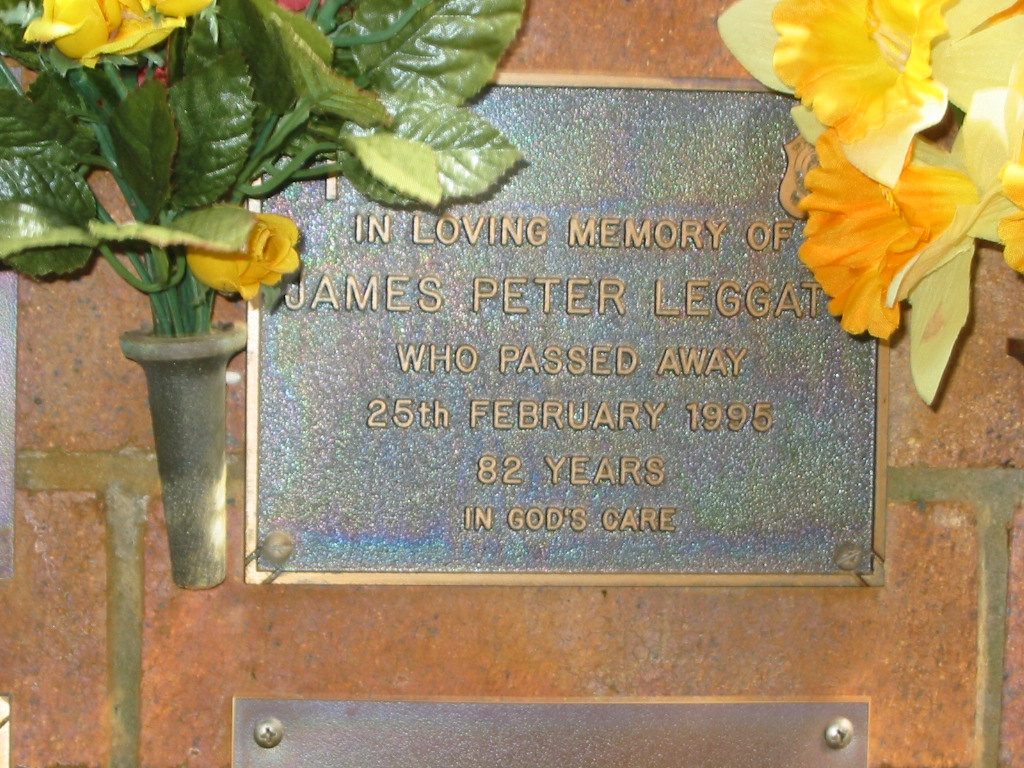 IN LOVING MEMORY OF
JAMES PETER LEGGAT
WHO PASSED AWAY
25th FEBRUARY 1995
82 YEARS
IN GOD'S CARE